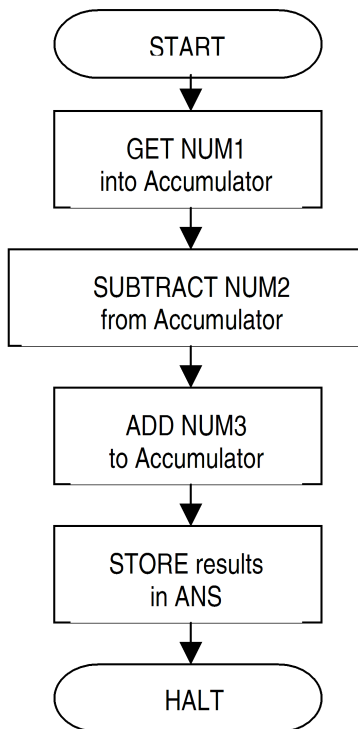 START
GET NUM1
into Accumulator
SUBTRACT NUM2
from Accumulator
ADD NUM3
to Accumulator
STORE results
in ANS
HALT